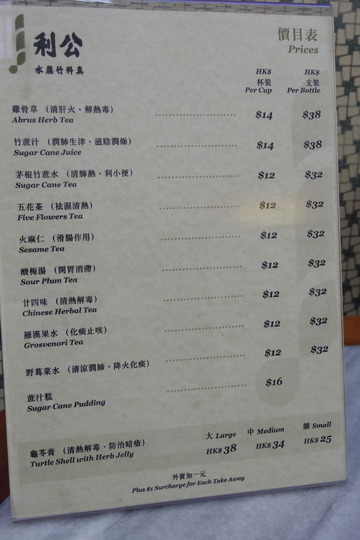 利公
水蔗竹料真
價目表
Prices
HK$ HK$
杯裝 支裝
Per Cup Per Bottle
雞骨草 (清肝火、解熱毒) $14 $38
Abrus Herb Tea
竹蔗汁 (潤肺生津、滋陰潤燥) $14 $38
Sugar Cane Juice
茅根竹蔗水 (清肺熱、利小便) $12 $32
Sugar Cane Tea
五花茶 (祛濕清熱) $12 $32
Five Flowers Tea
火麻仁 (滑腸作用) $12 $32
Sesame Tea
酸梅湯 (開胃消滯) $12 $32
Sour Plum Tea
廿四味 (清熱解毒) $12 $32
Chinese Herbal Tea
羅漢果水 (化痰止咳) $12 $32
Grosvenori Tea
野葛菜水 (清涼潤肺、降火化痰) $12 $32
蔗汁糕 $16
Sugar Cane Pudding
龜苓膏 (清熱解毒、防治暗瘡) 大 Large 中 Medium 細 Small
Turtle Shell with Herb Jelly HK$ 38 HK$ 34 HK$ 25
外賣加一元
Plus $1 Surcharge for Each Take Away